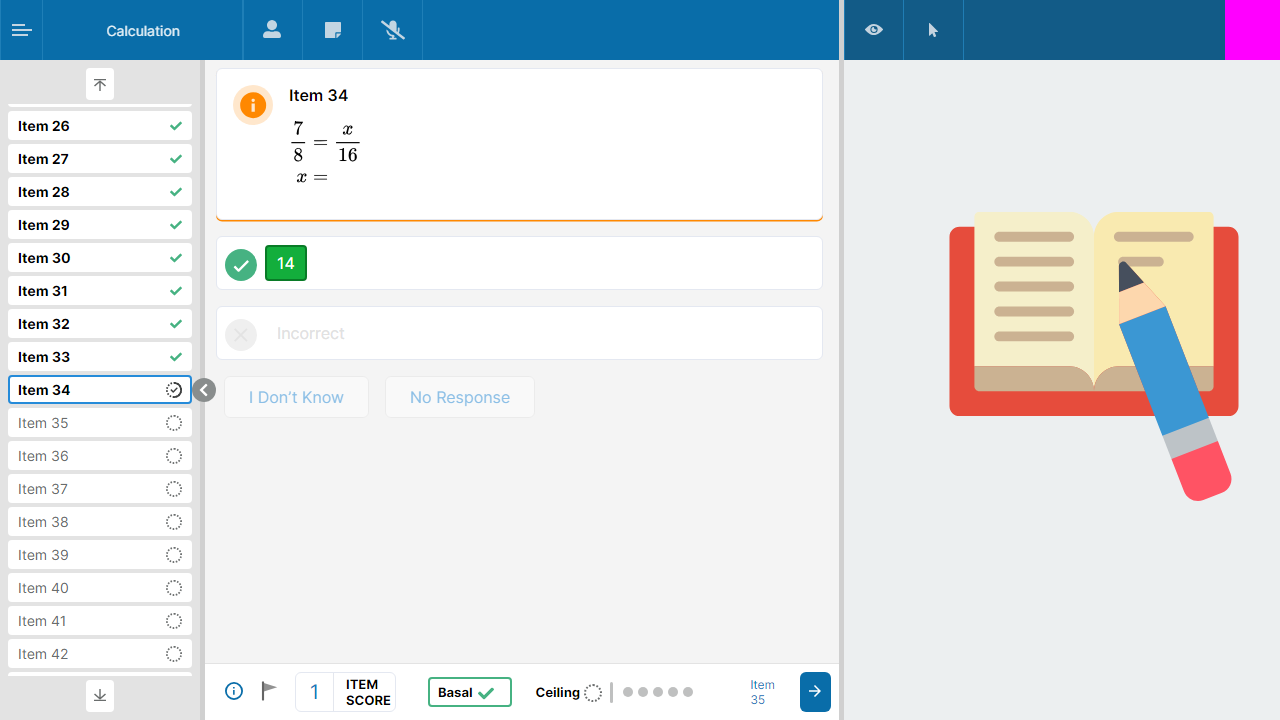 Calculation
Item 26
Item 27
Item 28
Item 29
Item 30
Item 31
Item 32
Item 33
Item 34
Item 35
Item 36
Item 37
Item 38
Item 39
Item 40
Item 41
Item 42
Item 34
7/8 = x/16
x =
14
Incorrect
I Don’t Know
No Response
1
ITEM
SCORE
Basal
Ceiling
Item
35